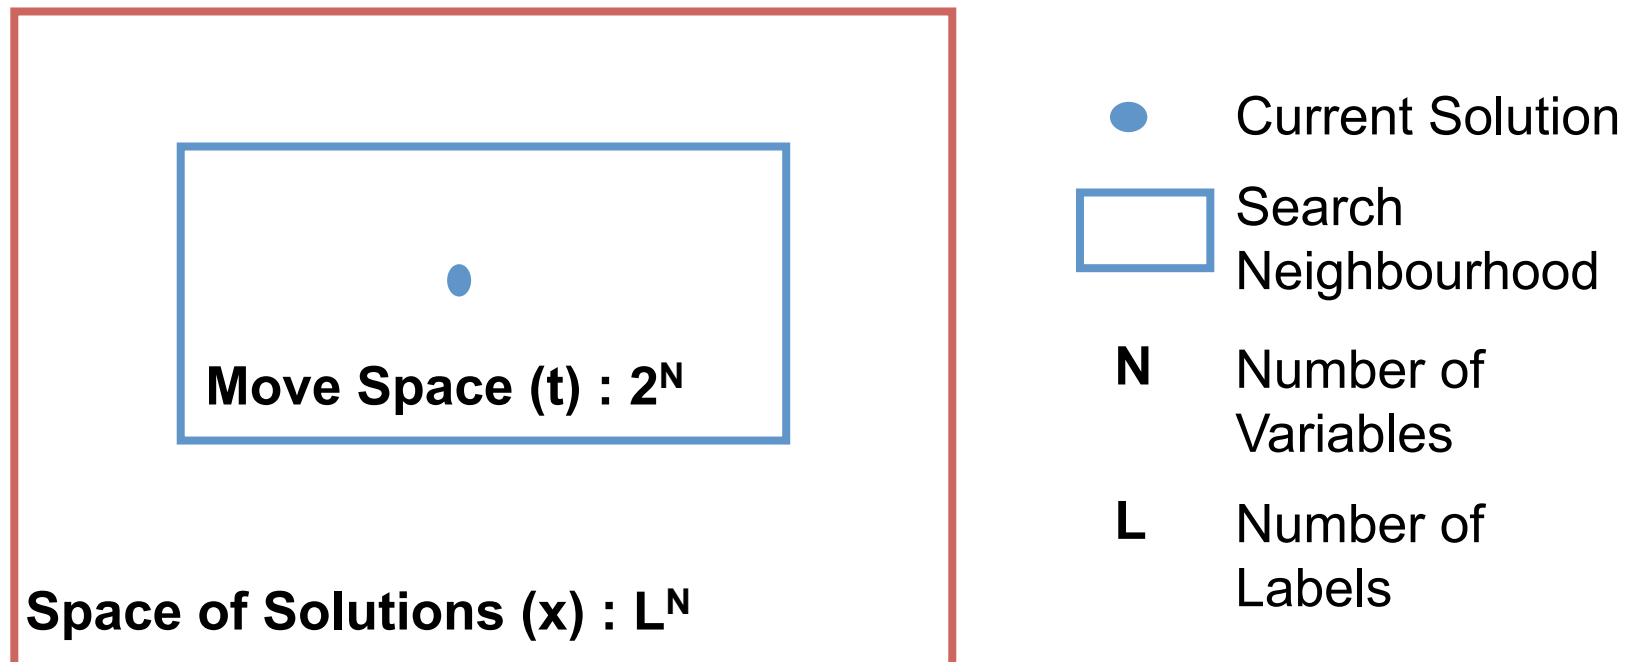 Move Space (t) : 2ᴺ
Space of Solutions (x) : Lᴺ
Current Solution
Search
Neighbourhood
N Number of
Variables
L Number of
Labels